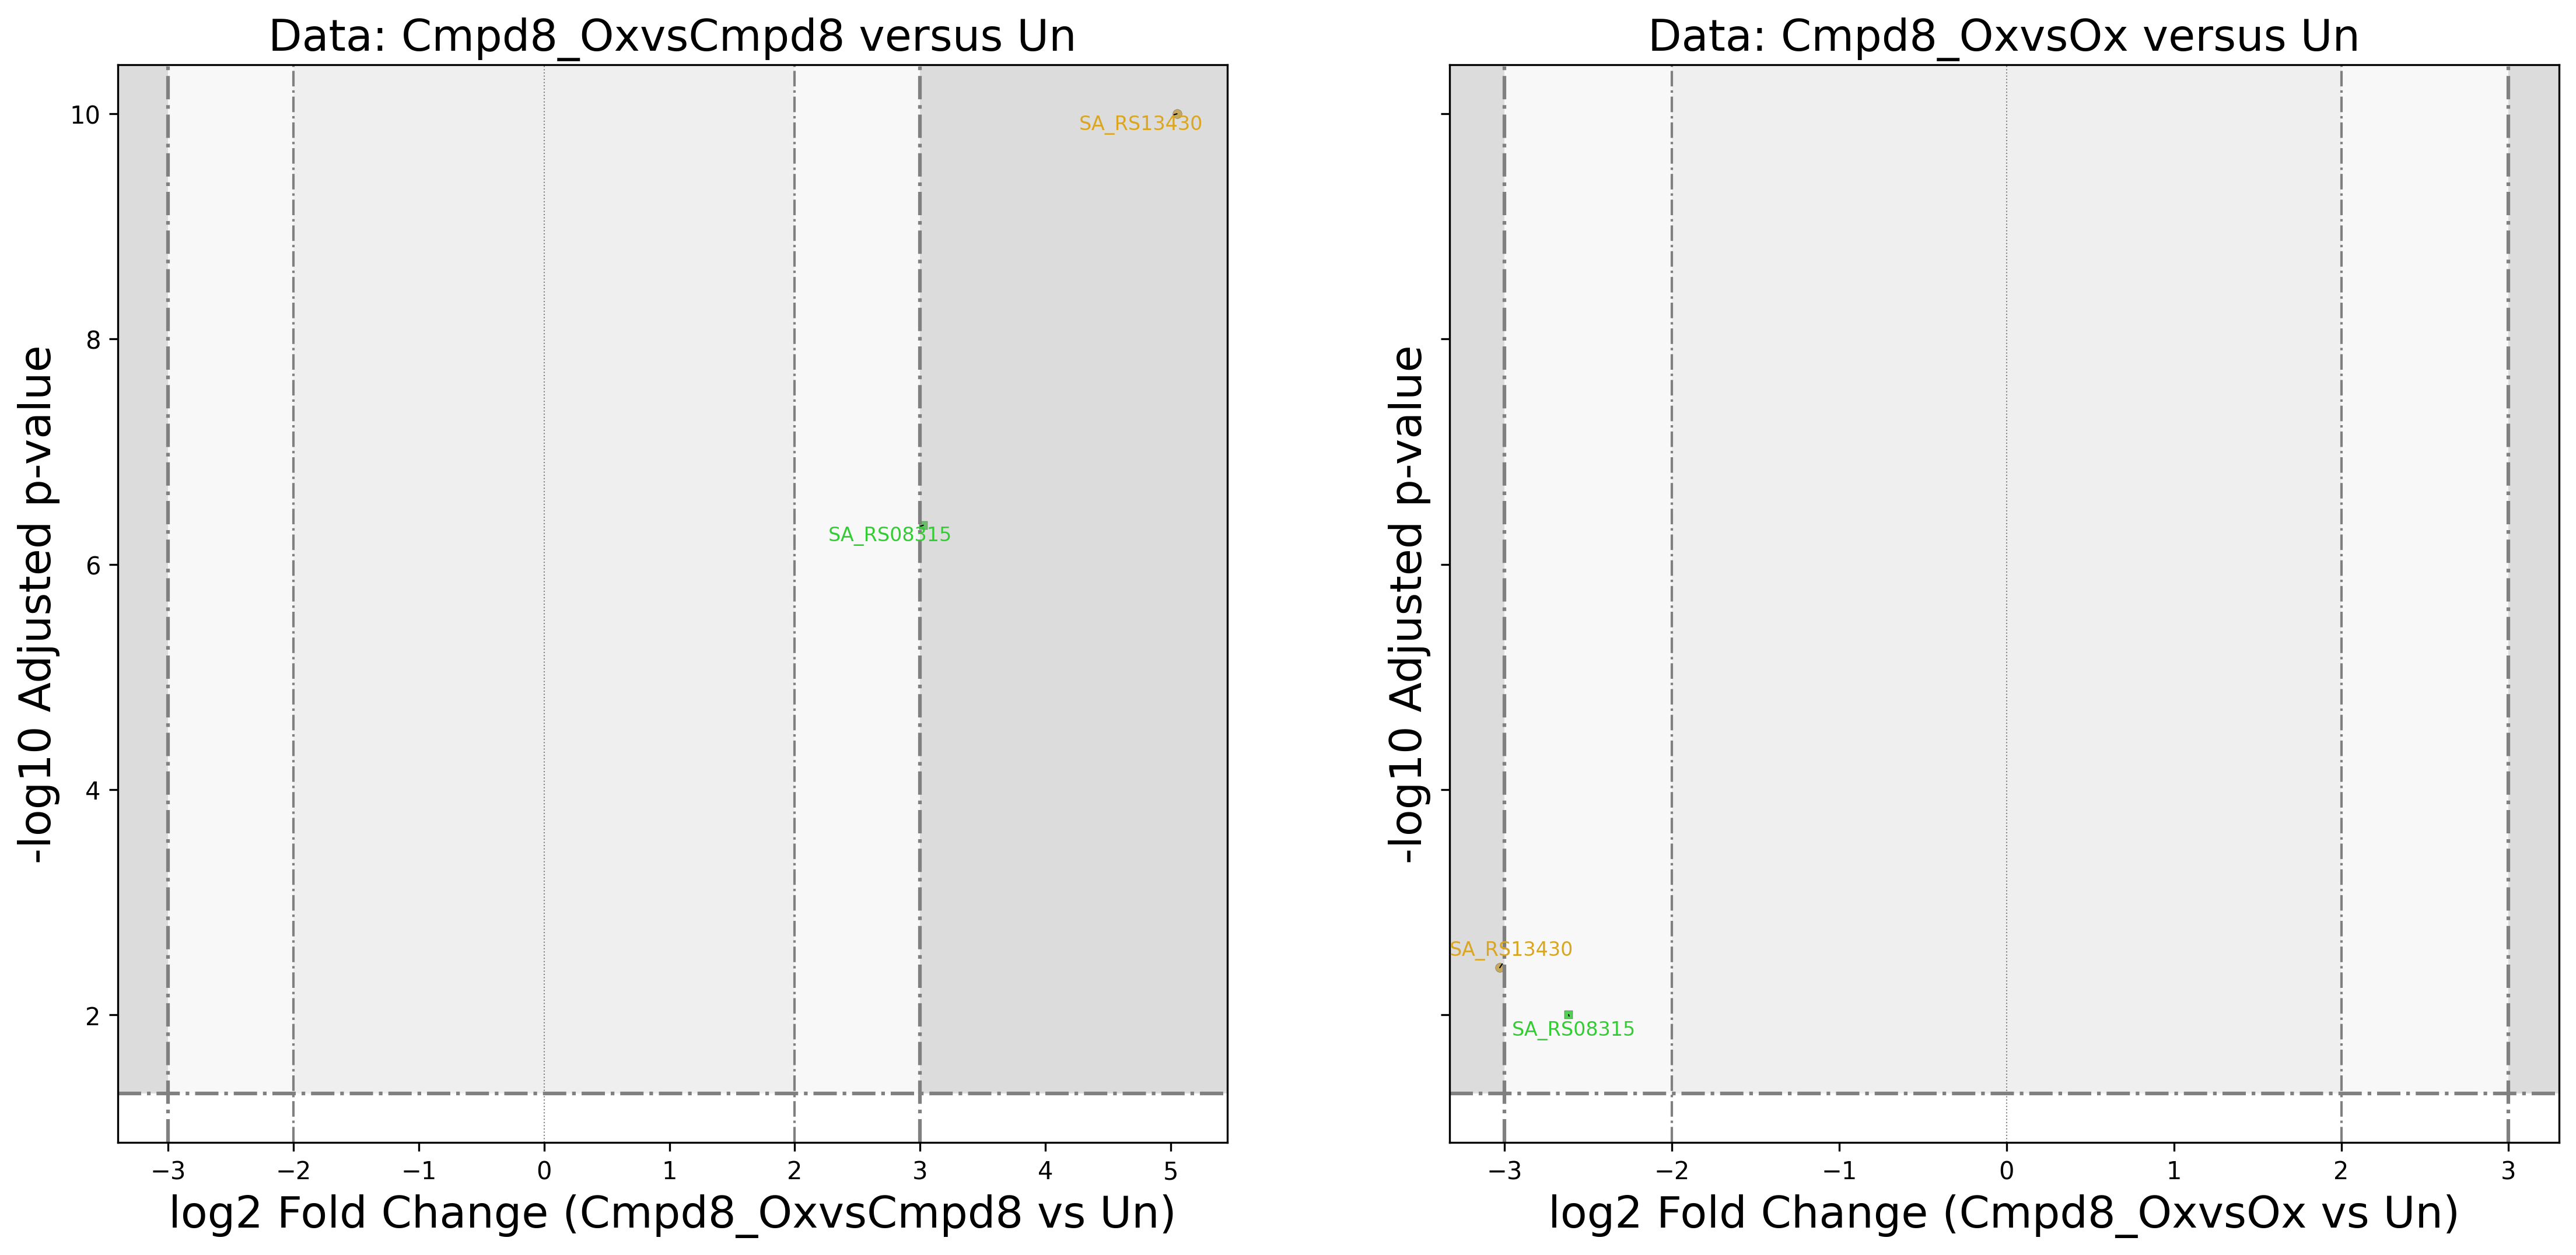 Data: Cmpd8_OxvsCmpd8 versus Un
-log10 Adjusted p-value
10
8
6
4
2
SA_RS13430
SA_RS08315
−3 −2 −1 0 1 2 3 4 5
log2 Fold Change (Cmpd8_OxvsCmpd8 vs Un)
Data: Cmpd8_OxvsOx versus Un
-log10 Adjusted p-value
SA_RS13430
SA_RS08315
−3 −2 −1 0 1 2 3
log2 Fold Change (Cmpd8_OxvsOx vs Un)